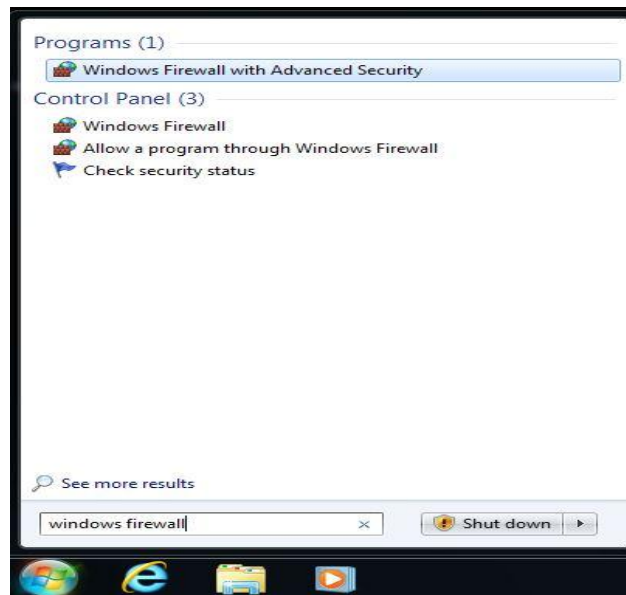 Programs (1)
Windows Firewall with Advanced Security
Control Panel (3)
Windows Firewall
Allow a program through Windows Firewall
Check security status
See more results
windows firewall
Shut down